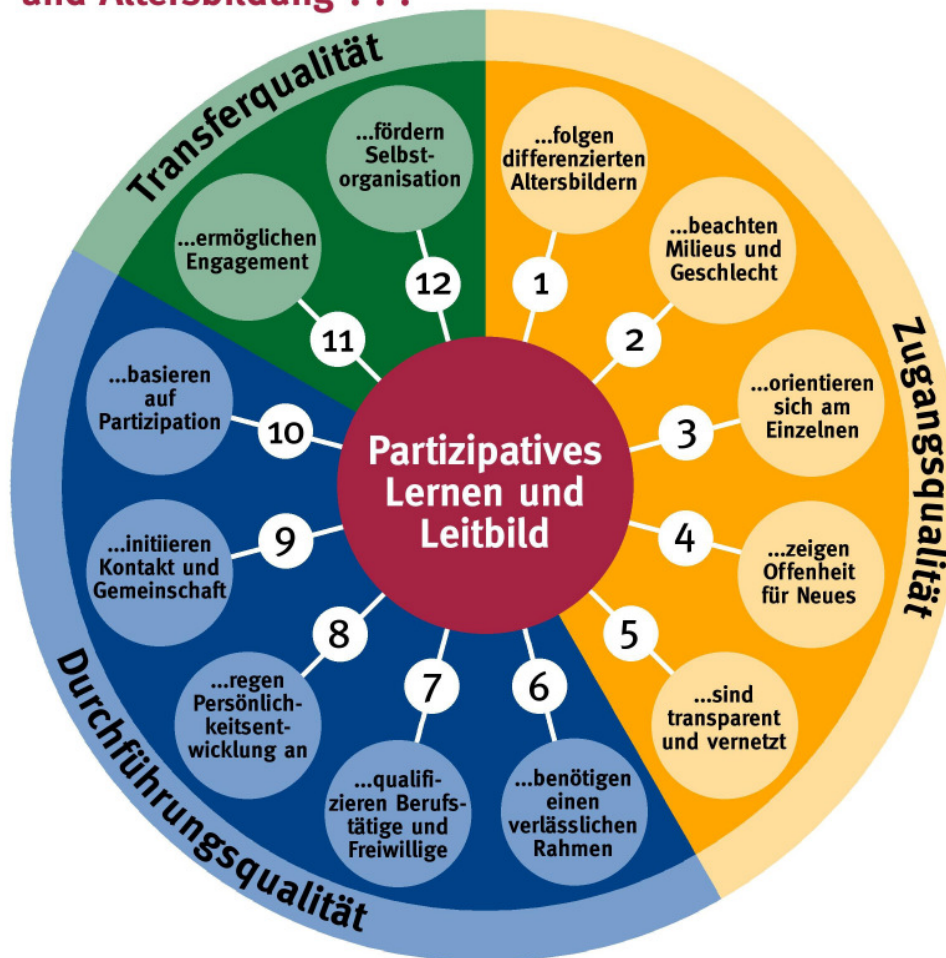 und Altersbildung . . .
Transferqualität
Zugangsqualität
Durchführungsqualität
Partizipatives
Lernen und
Leitbild
1
...folgen
differenzierten
Altersbildern
2
...beachten
Milieus und
Geschlecht
3
...orientieren
sich am
Einzelnen
4
...zeigen
Offenheit
für Neues
5
...sind
transparent
und vernetzt
6
...benötigen
einen
verlässlichen
Rahmen
7
...qualifi-
zieren Berufs-
tätige und
Freiwillige
8
...regen
Persönlich-
keitsent-
wicklung an
9
...initiieren
Kontakt und
Gemeinschaft
10
...basieren
auf
Partizipation
11
...ermöglichen
Engagement
12
...fördern
Selbst-
organisation